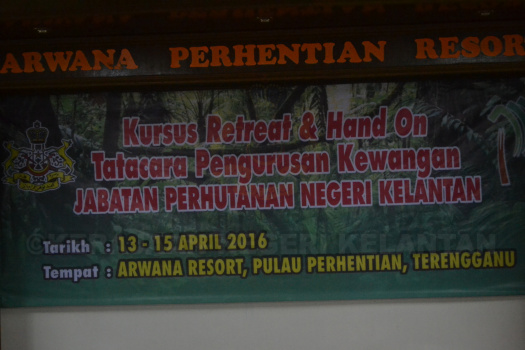 ARWANA PERHENTIAN RESOR
Kursus Retreat & Hand On
Tatacara Pengurusan Kewangan
JABATAN PERHUTANAN NEGERI KELANTAN
Tarikh : 13 - 15 APRIL 2016
Tempat : ARWANA RESORT, PULAU PERHENTIAN, TERENGGANU